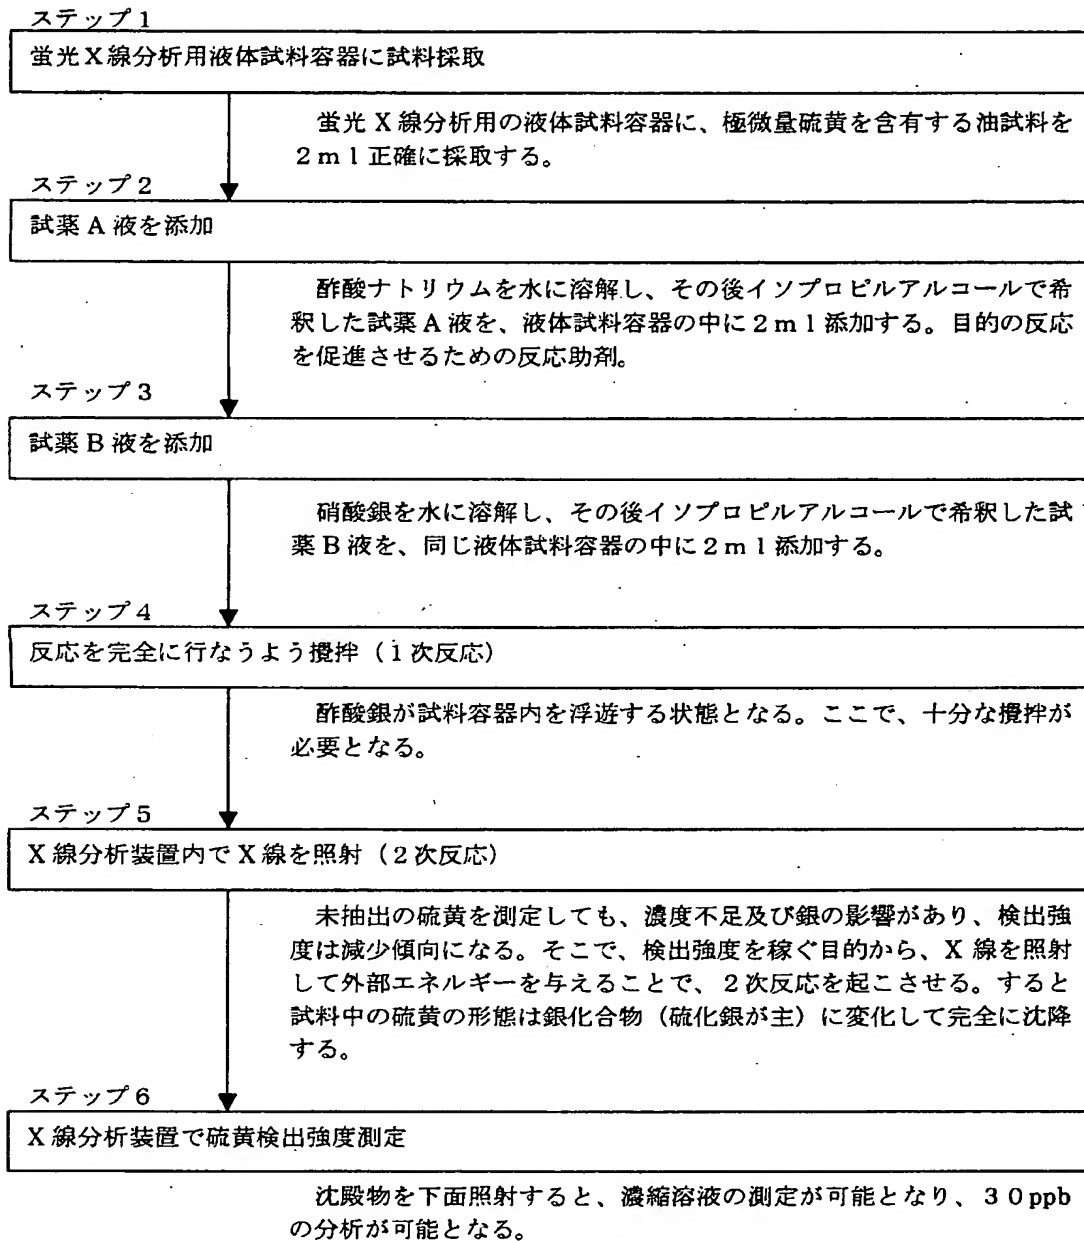 ステップ1
蛍光X線分析用液体試料容器に試料採取
蛍光X線分析用の液体試料容器に、極微量硫黄を含有する油試料を
2ml正確に採取する。
ステップ2
試薬A液を添加
酢酸ナトリウムを水に溶解し、その後イソプロピルアルコールで希
釈した試薬A液を、液体試料容器の中に2ml添加する。目的の反応
を促進させるための反応助剤。
ステップ3
試薬B液を添加
硝酸銀を水に溶解し、その後イソプロピルアルコールで希釈した試
薬B液を、同じ液体試料容器の中に2ml添加する。
ステップ4
反応を完全に行なうよう攪拌（1次反応）
酢酸銀が試料容器内を浮遊する状態となる。ここで、十分な攪拌が
必要となる。
ステップ5
X線分析装置内でX線を照射（2次反応）
未抽出の硫黄を測定しても、濃度不足及び銀の影響があり、検出強
度は減少傾向になる。そこで、検出強度を稼ぐ目的から、X線を照射
して外部エネルギーを与えることで、2次反応を起こさせる。すると
試料中の硫黄の形態は銀化合物（硫化銀が主）に変化して完全に沈降
する。
ステップ6
X線分析装置で硫黄検出強度測定
沈殿物を下面照射すると、濃縮溶液の測定が可能となり、30ppb
の分析が可能となる。